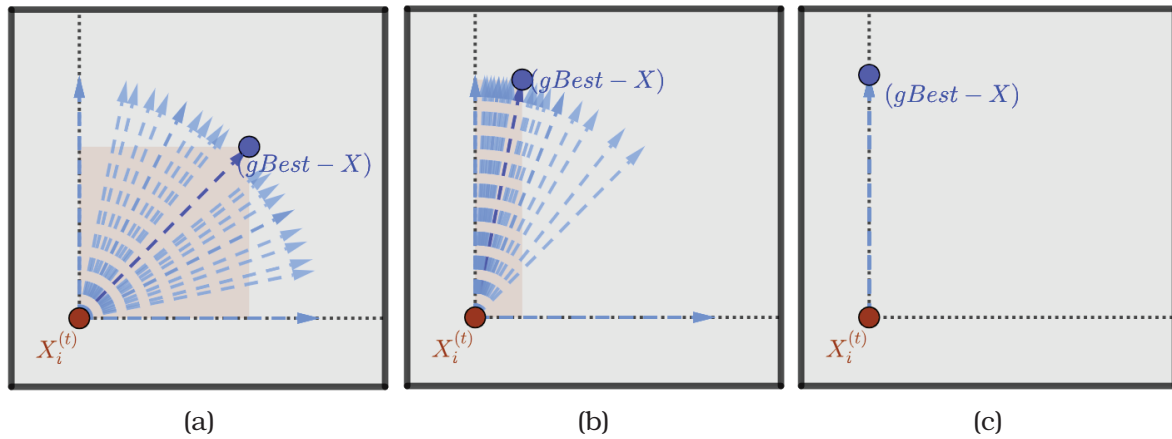 (gBest − X)
X_i^{(t)}
(a)
(gBest − X)
X_i^{(t)}
(b)
(gBest − X)
X_i^{(t)}
(c)